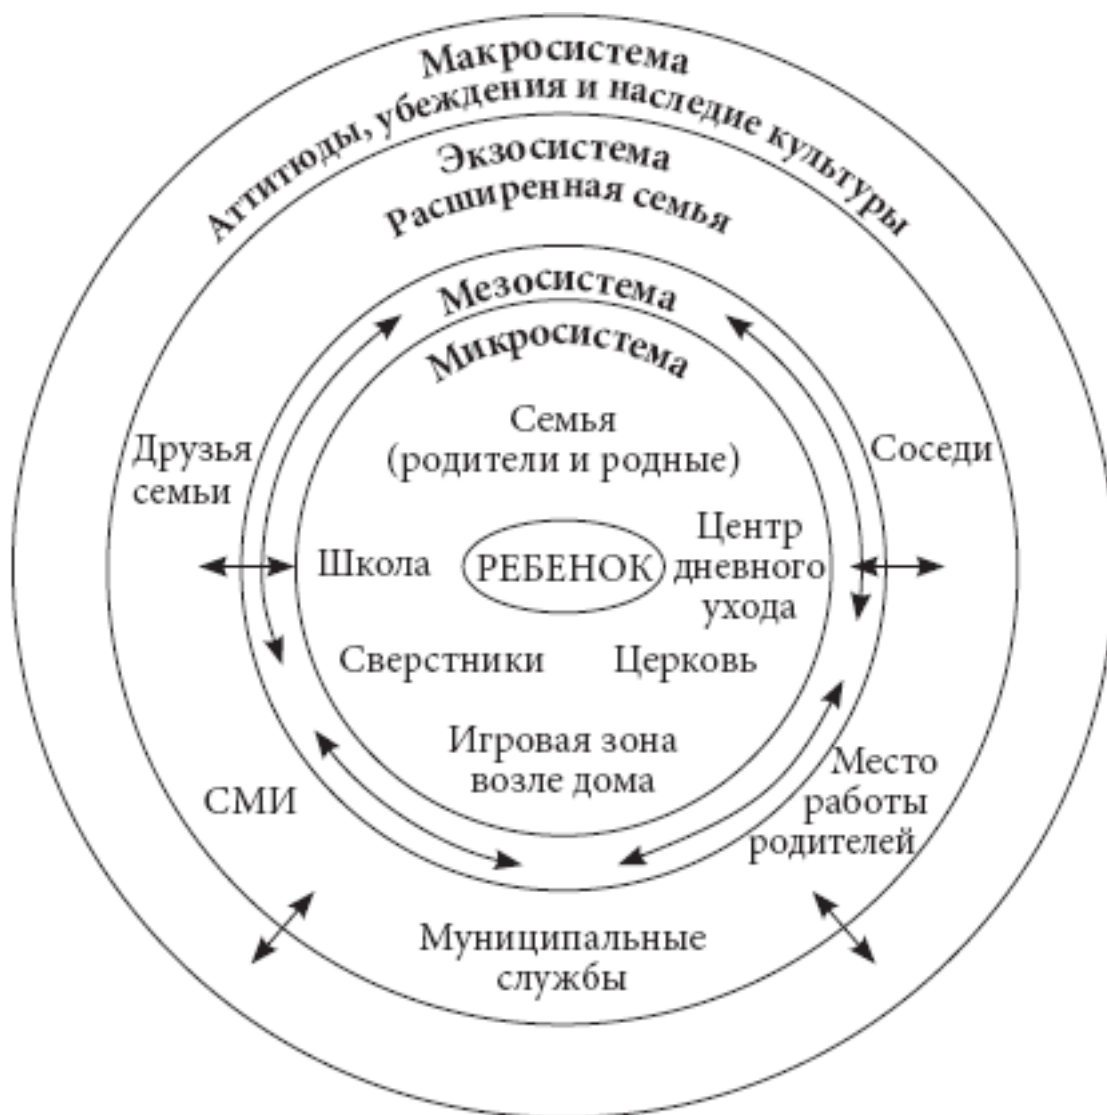 Макросистема
Аттитюды, убеждения и наследие культуры
Экзосистема
Расширенная семья
Мезосистема
Микросистема
Семья
(родители и родные)
Друзья
семьи
Соседи
Школа
РЕБЕНОК
Центр
дневного
ухода
Сверстники
Церковь
Игровая зона
возле дома
СМИ
Место
работы
родителей
Муниципальные
службы